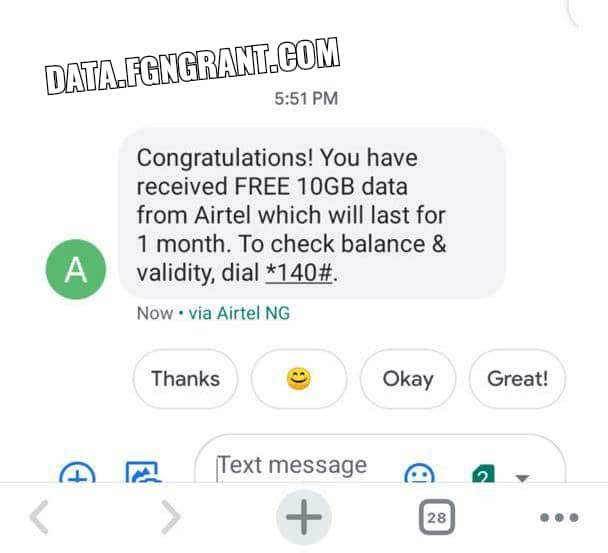 DATA.FGNGRANT.COM
5:51 PM
Congratulations! You have
received FREE 10GB data
from Airtel which will last for
1 month. To check balance &
validity, dial *140#.
A
Now • via Airtel NG
Thanks
😊
Okay
Great!
Text message
2
28